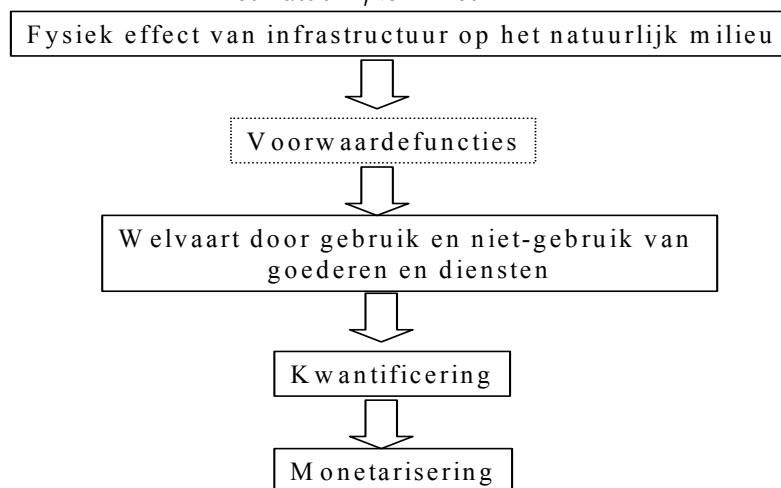 Fysiek effect van infrastructuur op het natuurlijk milieu
Voorwaardefuncties
Welvaart door gebruik en niet-gebruik van
goederen en diensten
Kwantificering
Monetarisering